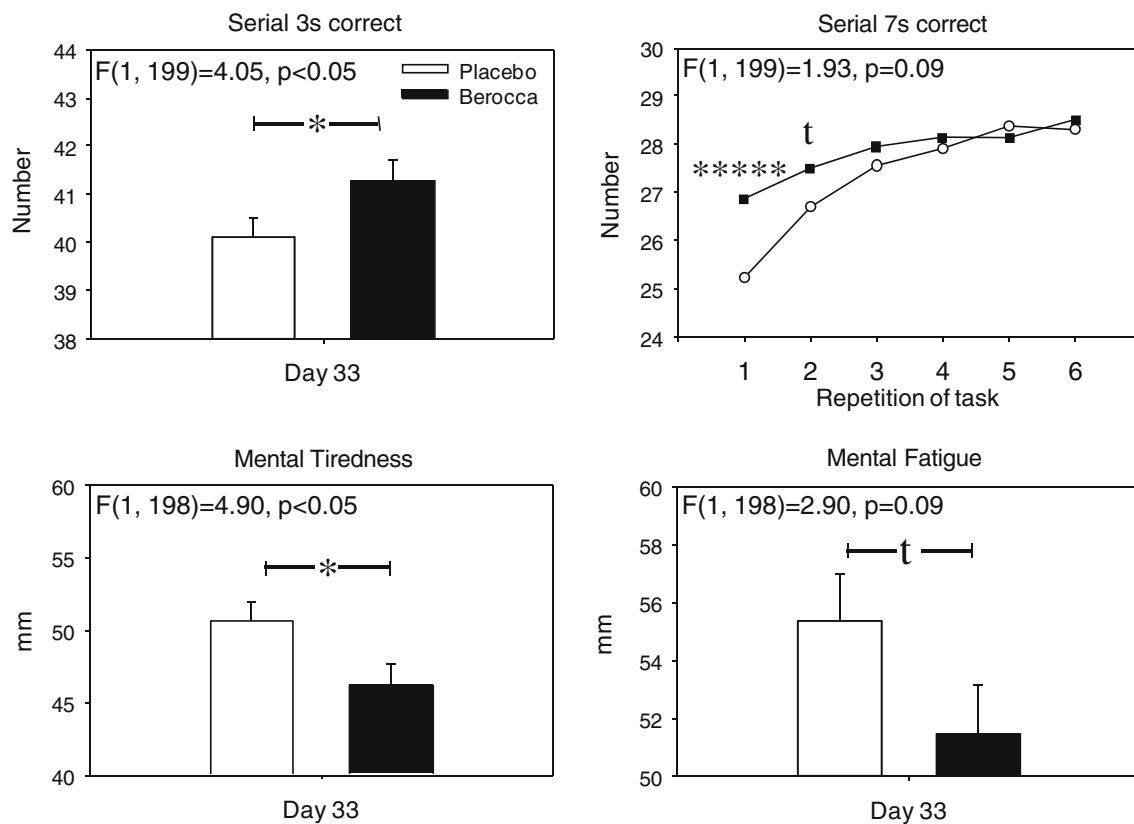 Serial 3s correct
44
43
42
41
40
39
38
Number
F(1, 199)=4.05, p<0.05
Placebo
Berocca
*
Day 33
Serial 7s correct
30
29
28
27
26
25
24
Number
F(1, 199)=1.93, p=0.09
t
*****
1 2 3 4 5 6
Repetition of task
Mental Tiredness
60
55
50
45
40
mm
F(1, 198)=4.90, p<0.05
*
Day 33
Mental Fatigue
60
58
56
54
52
50
mm
F(1, 198)=2.90, p=0.09
t
Day 33